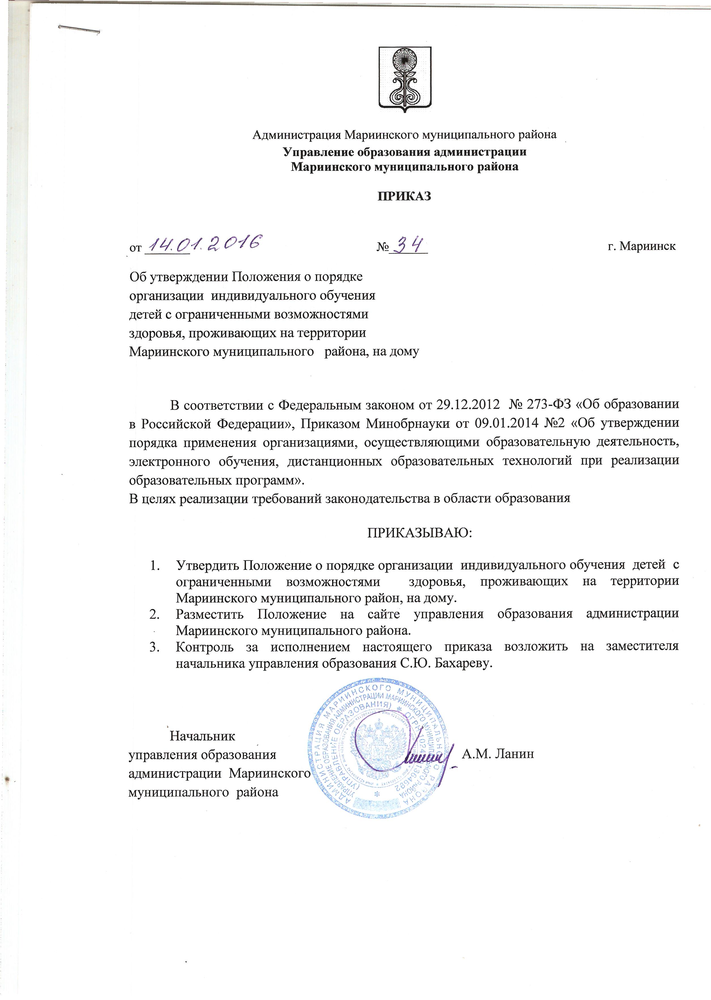 Администрация Мариинского муниципального района
Управление образования администрации
Мариинского муниципального района
ПРИКАЗ
от 14.01.2016 № 34 г. Мариинск
Об утверждении Положения о порядке
организации индивидуального обучения
детей с ограниченными возможностями
здоровья, проживающих на территории
Мариинского муниципального района, на дому
В соответствии с Федеральным законом от 29.12.2012 № 273-ФЗ «Об образовании
в Российской Федерации», Приказом Минобрнауки от 09.01.2014 №2 «Об утверждении
порядка применения организациями, осуществляющими образовательную деятельность,
электронного обучения, дистанционных образовательных технологий при реализации
образовательных программ».
В целях реализации требований законодательства в области образования
ПРИКАЗЫВАЮ:
1. Утвердить Положение о порядке организации индивидуального обучения детей с
ограниченными возможностями здоровья, проживающих на территории
Мариинского муниципального район, на дому.
2. Разместить Положение на сайте управления образования администрации
Мариинского муниципального района.
3. Контроль за исполнением настоящего приказа возложить на заместителя
начальника управления образования С.Ю. Бахареву.
Начальник
управления образования
администрации Мариинского
муниципального района
А.М. Ланин
АДМИНИСТРАЦИЯ МАРИИНСКОГО МУНИЦИПАЛЬНОГО РАЙОНА
УПРАВЛЕНИЕ ОБРАЗОВАНИЯ АДМИНИСТРАЦИИ МАРИИНСКОГО МУНИЦИПАЛЬНОГО РАЙОНА
(УПРАВЛЕНИЕ ОБРАЗОВАНИЯ) * ОГРН